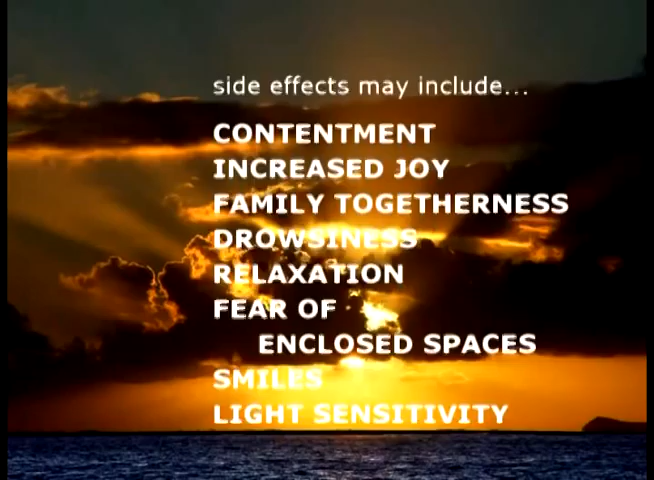 side effects may include...
CONTENTMENT
INCREASED JOY
FAMILY TOGETHERNESS
DROWSINESS
RELAXATION
FEAR OF
ENCLOSED SPACES
SMILES
LIGHT SENSITIVITY